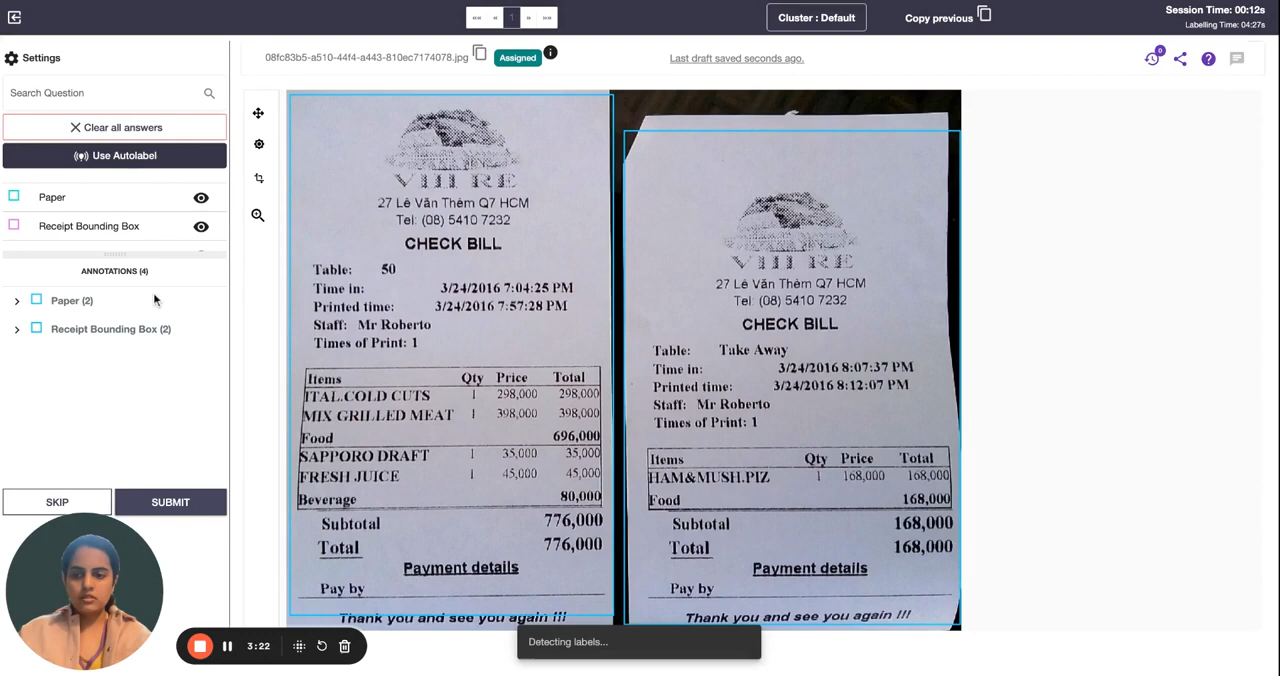 «« « 1 » »»
Cluster : Default
Copy previous
Session Time: 00:12s
Labelling Time: 04:27s
Settings
08fc83b5-a510-44f4-a443-810ec7174078.jpg
Assigned
Last draft saved seconds ago.
0
Search Question
Clear all answers
Use Autolabel
Paper
Receipt Bounding Box
ANNOTATIONS (4)
Paper (2)
Receipt Bounding Box (2)
SKIP
SUBMIT
VIII RE
27 Lê Văn Thêm Q7 HCM
Tel: (08) 5410 7232
CHECK BILL
Table: 50
Time in: 3/24/2016 7:04:25 PM
Printed time: 3/24/2016 7:57:28 PM
Staff: Mr Roberto
Times of Print: 1
Items Qty Price Total
ITAL.COLD CUTS 1 298,000 298,000
MIX GRILLED MEAT 1 398,000 398,000
Food 696,000
SAPPORO DRAFT 1 35,000 35,000
FRESH JUICE 1 45,000 45,000
Beverage 80,000
Subtotal 776,000
Total 776,000
Payment details
Pay by
Thank you and see you again !!!
VIII RE
27 Lê Văn Thêm Q7 HCM
Tel: (08) 5410 7232
CHECK BILL
Table: Take Away
Time in: 3/24/2016 8:07:37 PM
Printed time: 3/24/2016 8:12:07 PM
Staff: Mr Roberto
Times of Print: 1
Items Qty Price Total
HAM&MUSH.PIZ 1 168,000 168,000
Food 168,000
Subtotal 168,000
Total 168,000
Payment details
Pay by
Thank you and see you again !!!
Detecting labels...
3:22